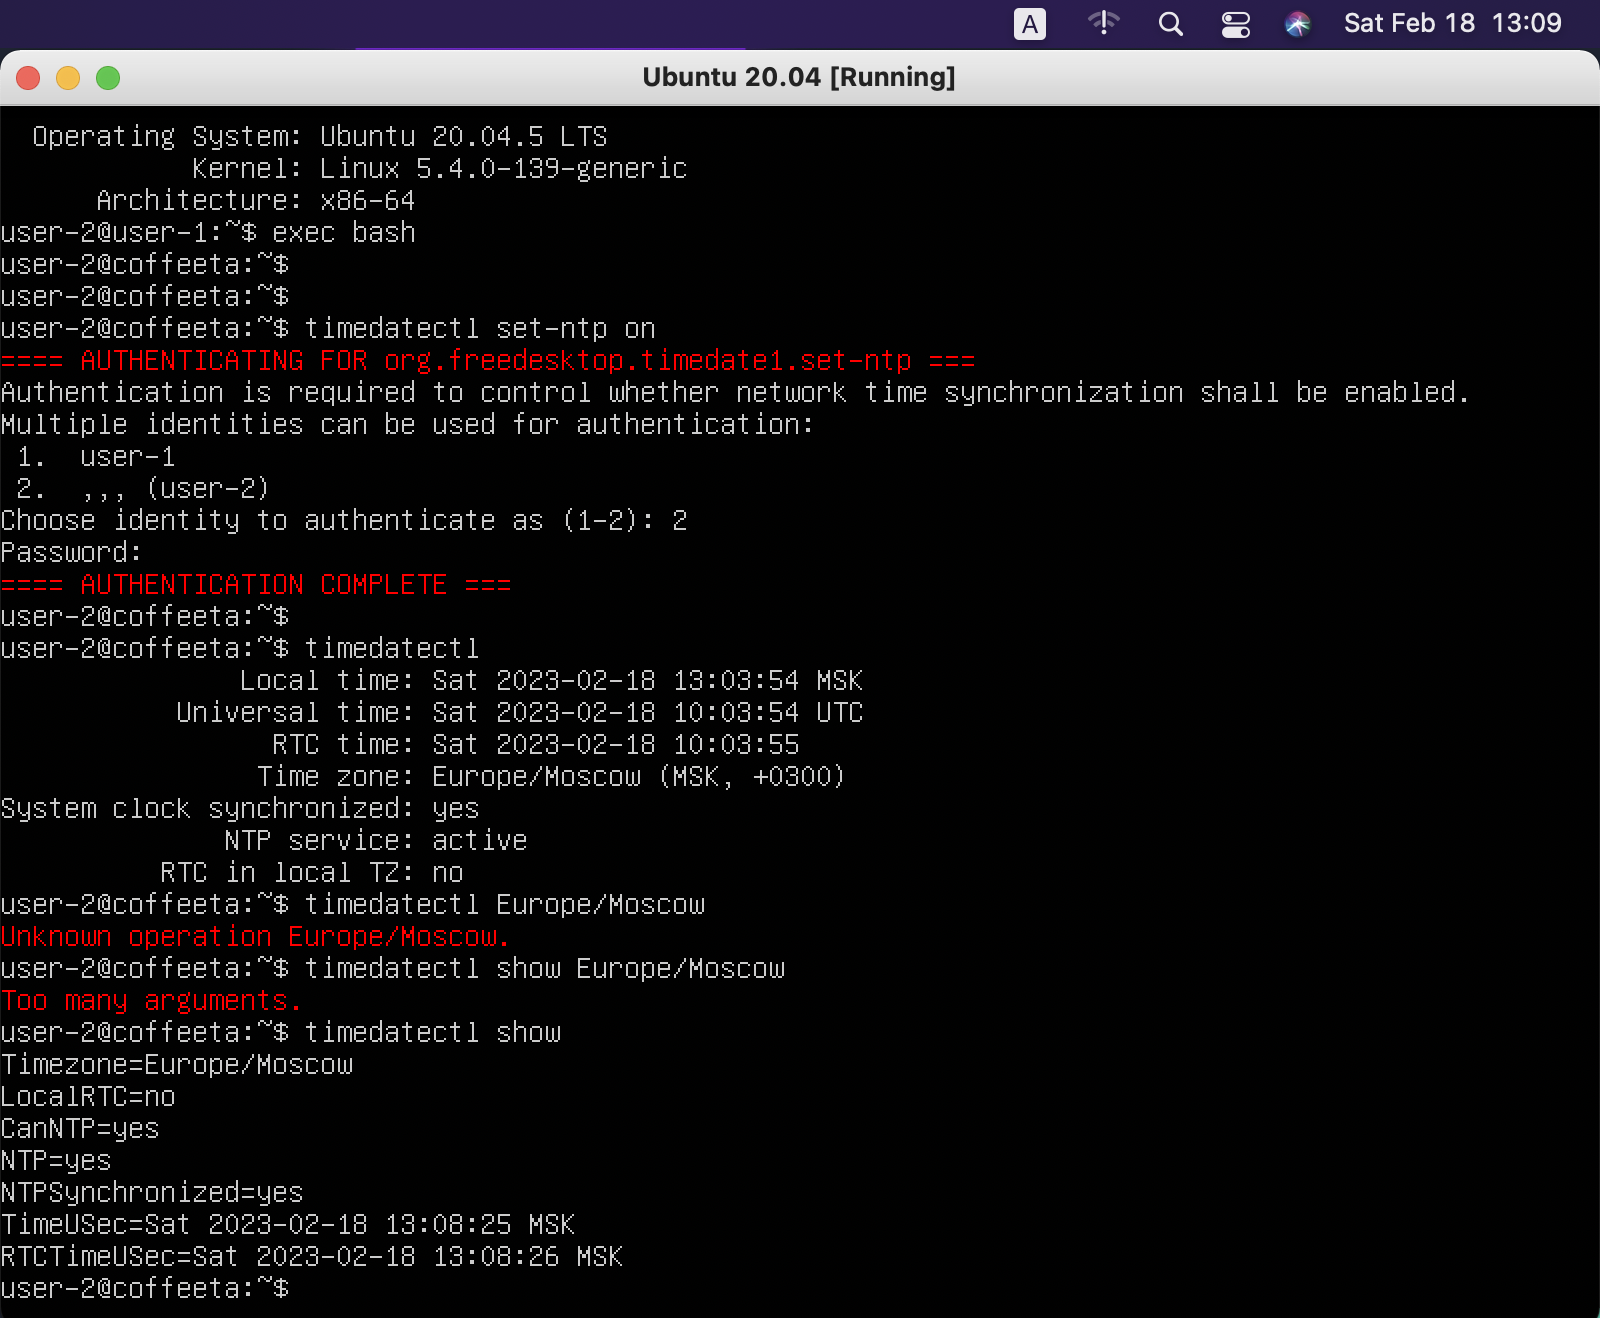 A Sat Feb 18 13:09
Ubuntu 20.04 [Running]
Operating System: Ubuntu 20.04.5 LTS
Kernel: Linux 5.4.0-139-generic
Architecture: x86-64
user-2@user-1:~$ exec bash
user-2@coffeeta:~$
user-2@coffeeta:~$
user-2@coffeeta:~$ timedatectl set-ntp on
==== AUTHENTICATING FOR org.freedesktop.timedate1.set-ntp ===
Authentication is required to control whether network time synchronization shall be enabled.
Multiple identities can be used for authentication:
1. user-1
2. ,,, (user-2)
Choose identity to authenticate as (1-2): 2
Password:
==== AUTHENTICATION COMPLETE ===
user-2@coffeeta:~$
user-2@coffeeta:~$ timedatectl
Local time: Sat 2023-02-18 13:03:54 MSK
Universal time: Sat 2023-02-18 10:03:54 UTC
RTC time: Sat 2023-02-18 10:03:55
Time zone: Europe/Moscow (MSK, +0300)
System clock synchronized: yes
NTP service: active
RTC in local TZ: no
user-2@coffeeta:~$ timedatectl Europe/Moscow
Unknown operation Europe/Moscow.
user-2@coffeeta:~$ timedatectl show Europe/Moscow
Too many arguments.
user-2@coffeeta:~$ timedatectl show
Timezone=Europe/Moscow
LocalRTC=no
CanNTP=yes
NTP=yes
NTPSynchronized=yes
TimeUSec=Sat 2023-02-18 13:08:25 MSK
RTCTimeUSec=Sat 2023-02-18 13:08:26 MSK
user-2@coffeeta:~$